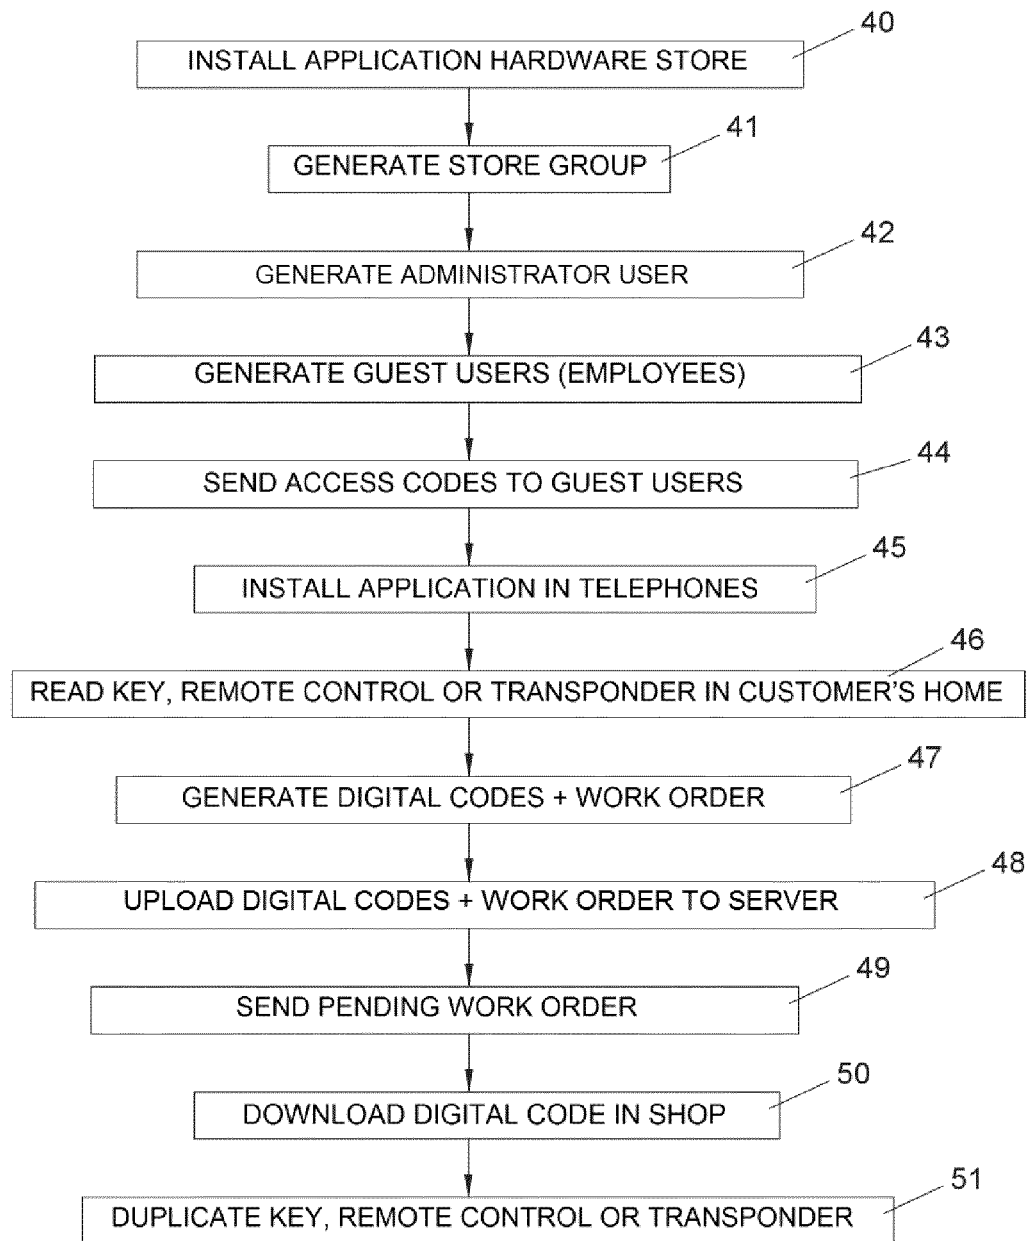 40
INSTALL APPLICATION HARDWARE STORE
41
GENERATE STORE GROUP
42
GENERATE ADMINISTRATOR USER
43
GENERATE GUEST USERS (EMPLOYEES)
44
SEND ACCESS CODES TO GUEST USERS
45
INSTALL APPLICATION IN TELEPHONES
46
READ KEY, REMOTE CONTROL OR TRANSPONDER IN CUSTOMER'S HOME
47
GENERATE DIGITAL CODES + WORK ORDER
48
UPLOAD DIGITAL CODES + WORK ORDER TO SERVER
49
SEND PENDING WORK ORDER
50
DOWNLOAD DIGITAL CODE IN SHOP
51
DUPLICATE KEY, REMOTE CONTROL OR TRANSPONDER